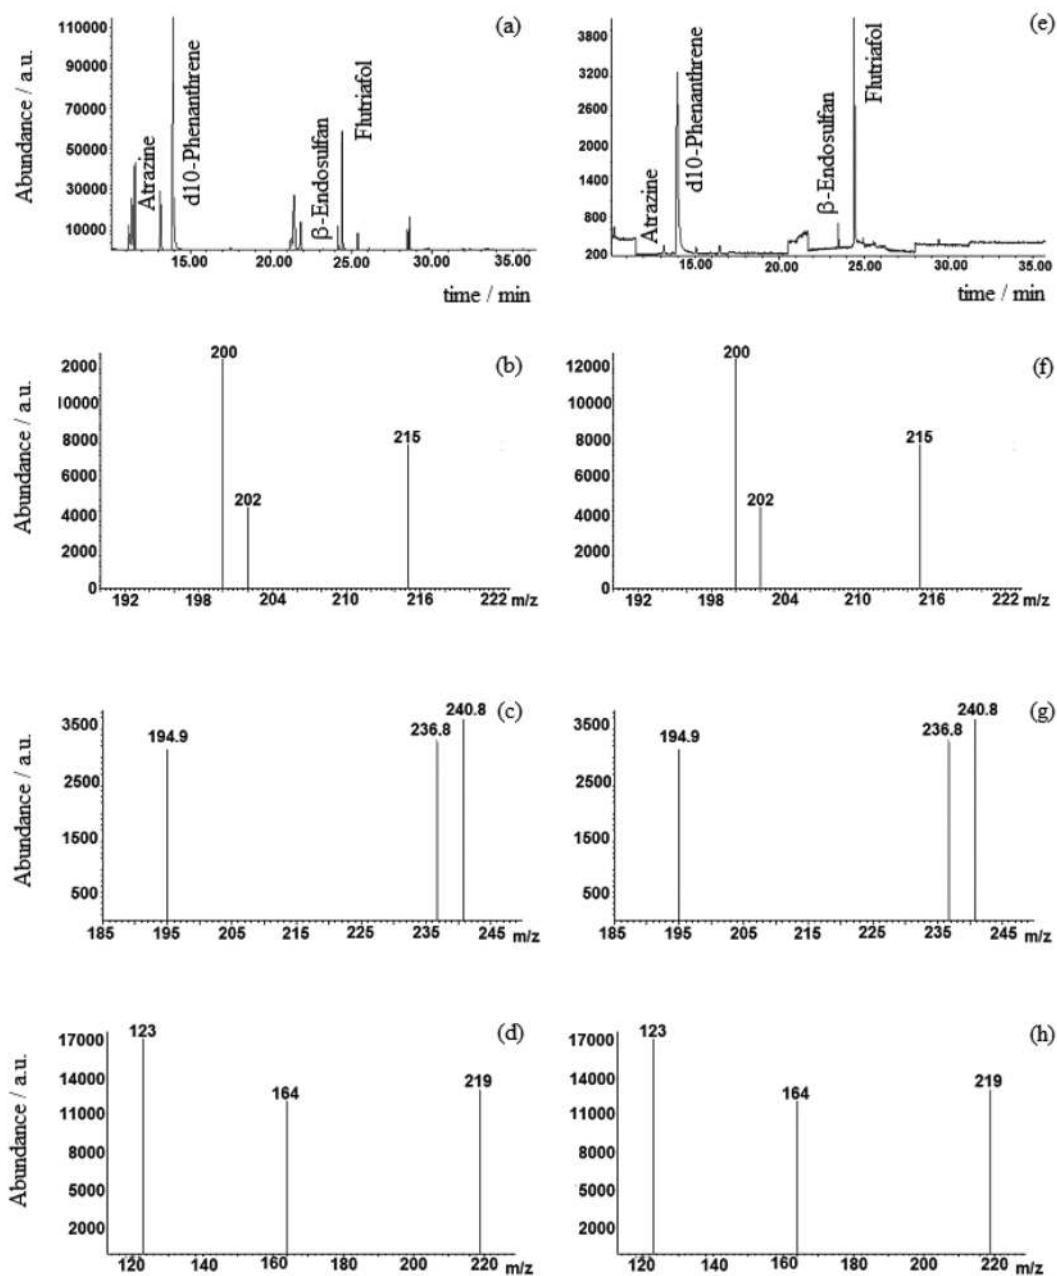 (a)
Abundance / a.u.
110000
90000
70000
50000
30000
10000
Atrazine
d10-Phenanthrene
β-Endosulfan
Flutriafol
15.00 20.00 25.00 30.00 35.00
time / min
(e)
3800
3200
2600
2000
1400
800
200
Atrazine
d10-Phenanthrene
β-Endosulfan
Flutriafol
15.00 20.00 25.00 30.00 35.00
time / min
(b)
Abundance / a.u.
2000
10000
8000
6000
4000
2000
0
200
202
215
192 198 204 210 216 222 m/z
(f)
12000
10000
8000
6000
4000
2000
0
200
202
215
192 198 204 210 216 222 m/z
(c)
Abundance / a.u.
3500
2500
1500
500
194.9
236.8
240.8
185 195 205 215 225 235 245 m/z
(g)
3500
2500
1500
500
194.9
236.8
240.8
185 195 205 215 225 235 245 m/z
(d)
Abundance / a.u.
17000
14000
11000
8000
5000
2000
123
164
219
120 140 160 180 200 220 m/z
(h)
17000
14000
11000
8000
5000
2000
123
164
219
120 140 160 180 200 220 m/z